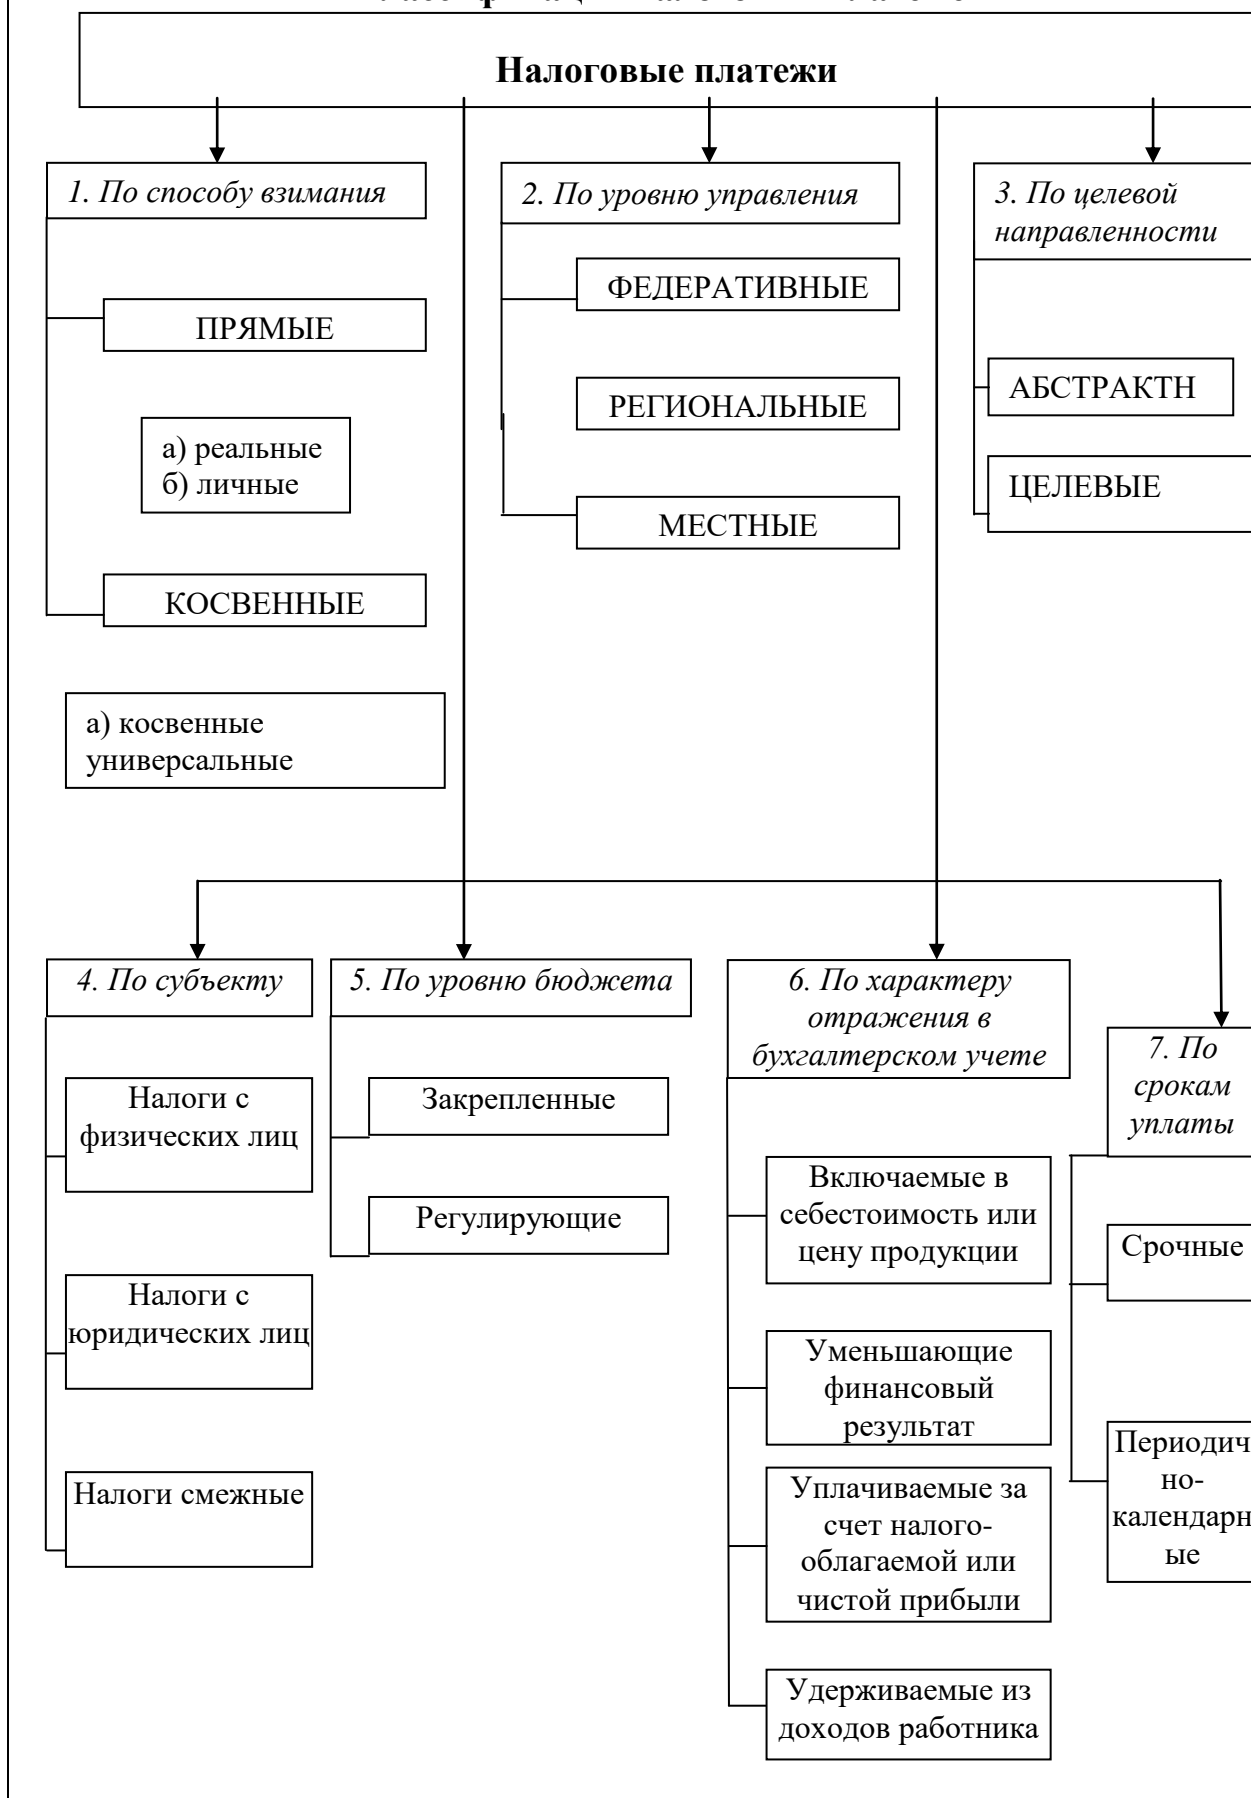 Налоговые платежи
1. По способу взимания
2. По уровню управления
3. По целевой
направленности
ФЕДЕРАТИВНЫЕ
ПРЯМЫЕ
РЕГИОНАЛЬНЫЕ
АБСТРАКТН
а) реальные
б) личные
ЦЕЛЕВЫЕ
МЕСТНЫЕ
КОСВЕННЫЕ
а) косвенные
универсальные
4. По субъекту
5. По уровню бюджета
6. По характеру
отражения в
бухгалтерском учете
7. По
срокам
уплаты
Налоги с
физических лиц
Закрепленные
Включаемые в
себестоимость или
цену продукции
Регулирующие
Срочные
Налоги с
юридических лиц
Уменьшающие
финансовый
результат
Периодич
но-
календарн
ые
Налоги смежные
Уплачиваемые за
счет налого-
облагаемой или
чистой прибыли
Удерживаемые из
доходов работника